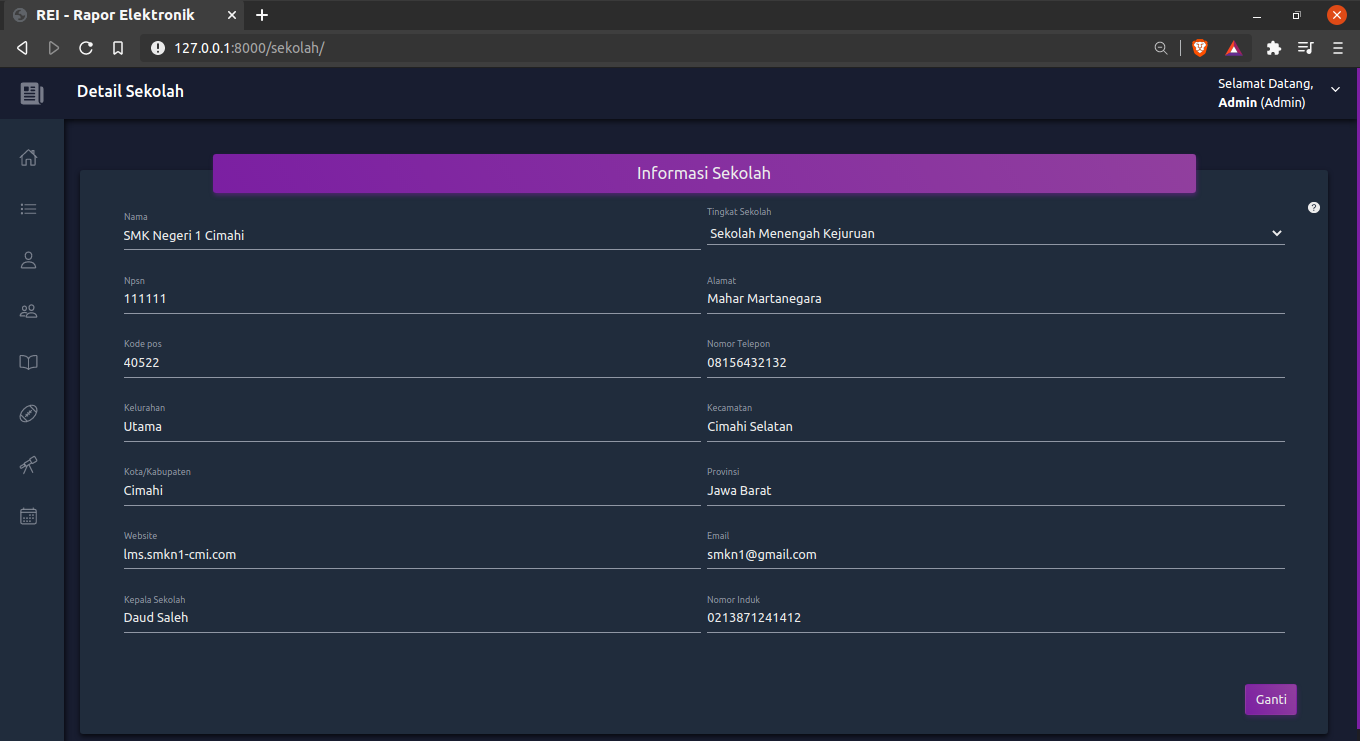 REI - Rapor Elektronik
127.0.0.1:8000/sekolah/
Detail Sekolah
Selamat Datang,
Admin (Admin)
Informasi Sekolah
Nama
SMK Negeri 1 Cimahi
Tingkat Sekolah
Sekolah Menengah Kejuruan
Npsn
111111
Alamat
Mahar Martanegara
Kode pos
40522
Nomor Telepon
08156432132
Kelurahan
Utama
Kecamatan
Cimahi Selatan
Kota/Kabupaten
Cimahi
Provinsi
Jawa Barat
Website
lms.smkn1-cmi.com
Email
smkn1@gmail.com
Kepala Sekolah
Daud Saleh
Nomor Induk
0213871241412
Ganti